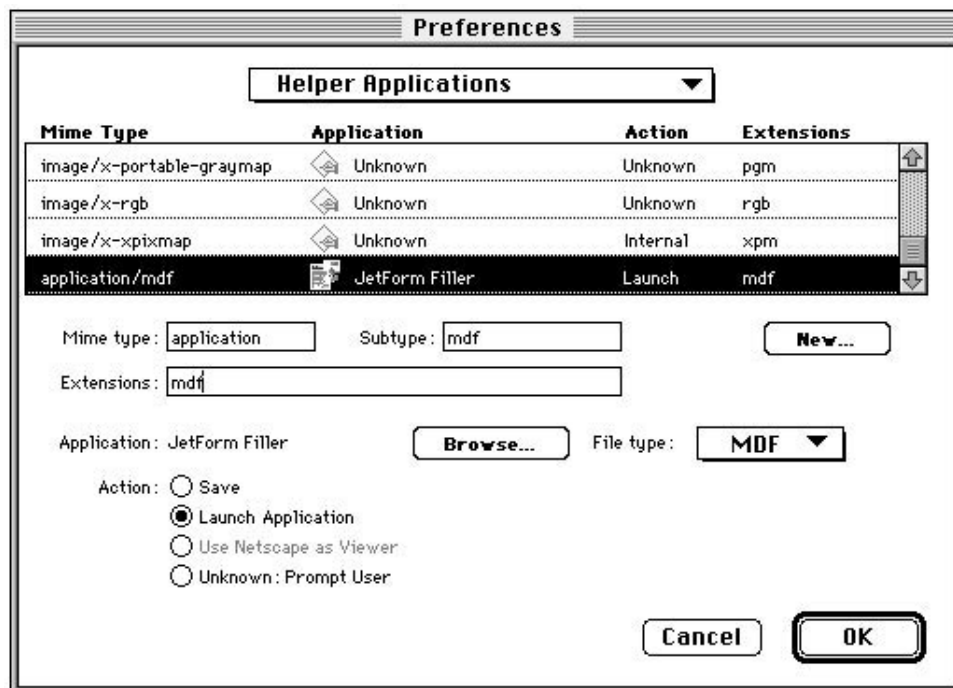 Preferences
Helper Applications
Mime Type Application Action Extensions
image/x-portable-graymap Unknown Unknown pgm
image/x-rgb Unknown Unknown rgb
image/x-xpixmap Unknown Internal xpm
application/mdf JetForm Filler Launch mdf
Mime type: application Subtype: mdf New...
Extensions: mdf
Application: JetForm Filler Browse... File type: MDF
Action: Save
Launch Application
Use Netscape as Viewer
Unknown: Prompt User
Cancel OK